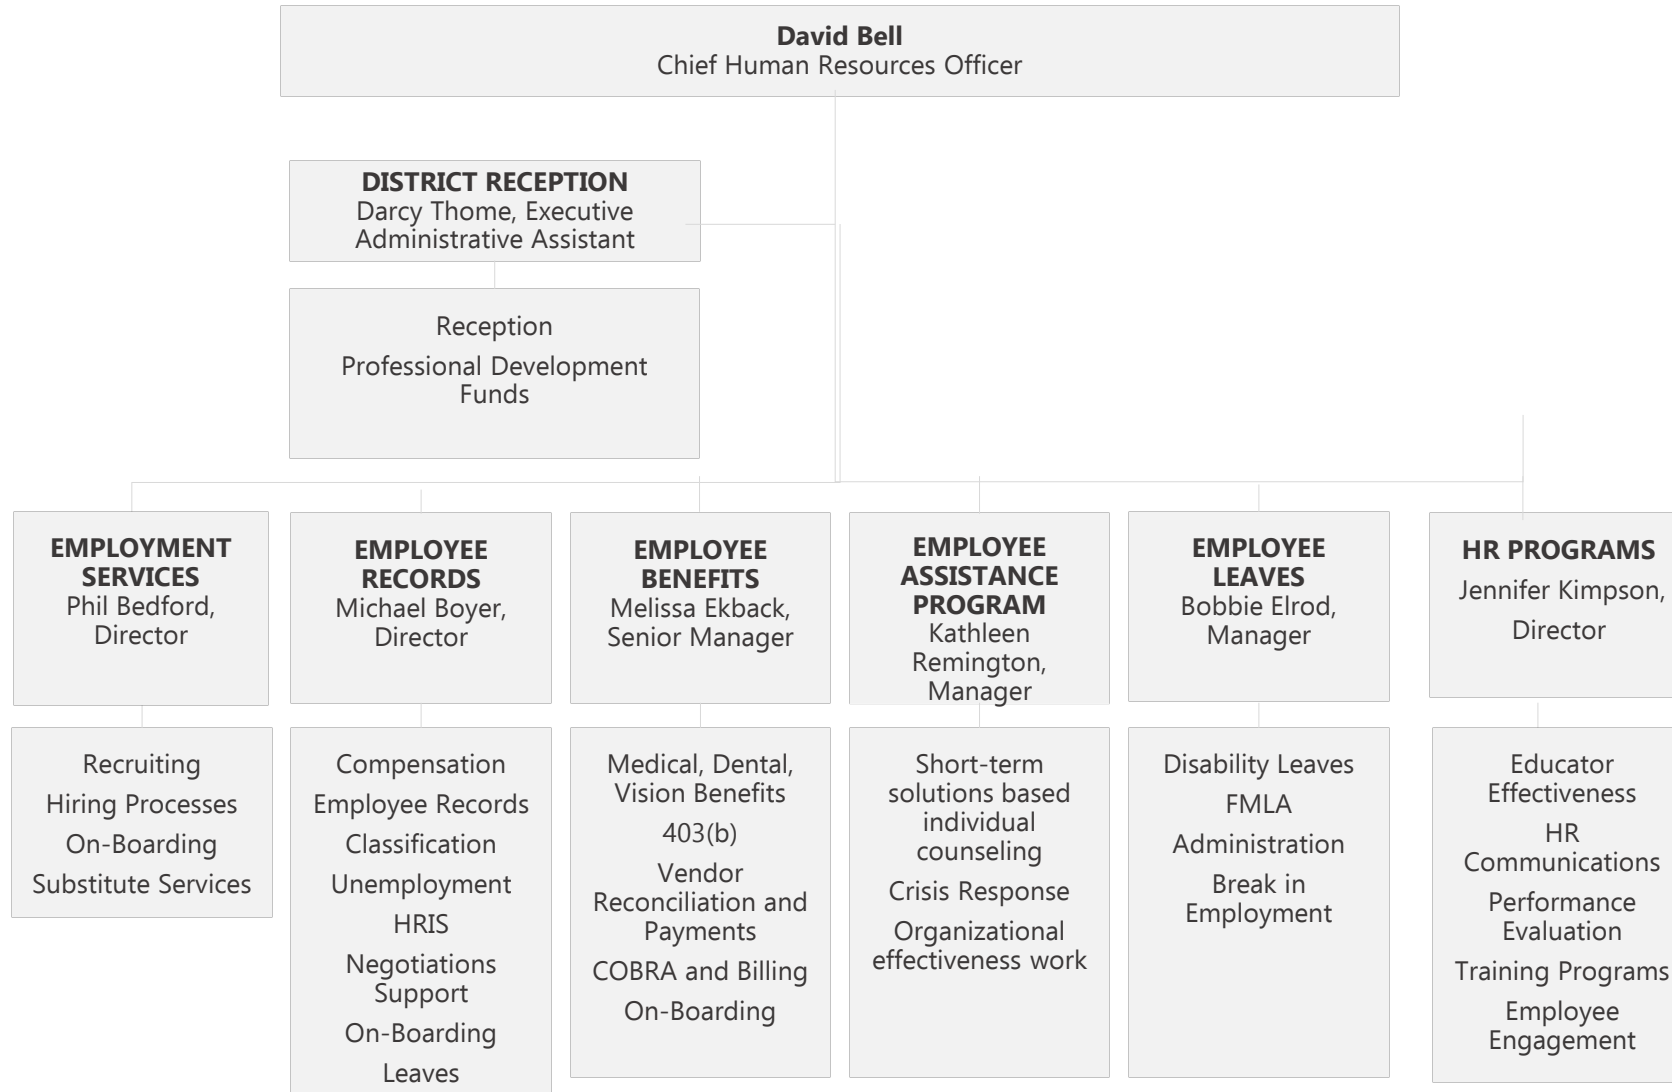 David Bell
Chief Human Resources Officer
DISTRICT RECEPTION
Darcy Thome, Executive
Administrative Assistant
Reception
Professional Development
Funds
EMPLOYMENT
SERVICES
Phil Bedford,
Director
Recruiting
Hiring Processes
On-Boarding
Substitute Services
EMPLOYEE
RECORDS
Michael Boyer,
Director
Compensation
Employee Records
Classification
Unemployment
HRIS
Negotiations
Support
On-Boarding
Leaves
EMPLOYEE
BENEFITS
Melissa Ekback,
Senior Manager
Medical, Dental,
Vision Benefits
403(b)
Vendor
Reconciliation and
Payments
COBRA and Billing
On-Boarding
EMPLOYEE
ASSISTANCE
PROGRAM
Kathleen
Remington,
Manager
Short-term
solutions based
individual
counseling
Crisis Response
Organizational
effectiveness work
EMPLOYEE
LEAVES
Bobbie Elrod,
Manager
Disability Leaves
FMLA
Administration
Break in
Employment
HR PROGRAMS
Jennifer Kimpson,
Director
Educator
Effectiveness
HR
Communications
Performance
Evaluation
Training Programs
Employee
Engagement